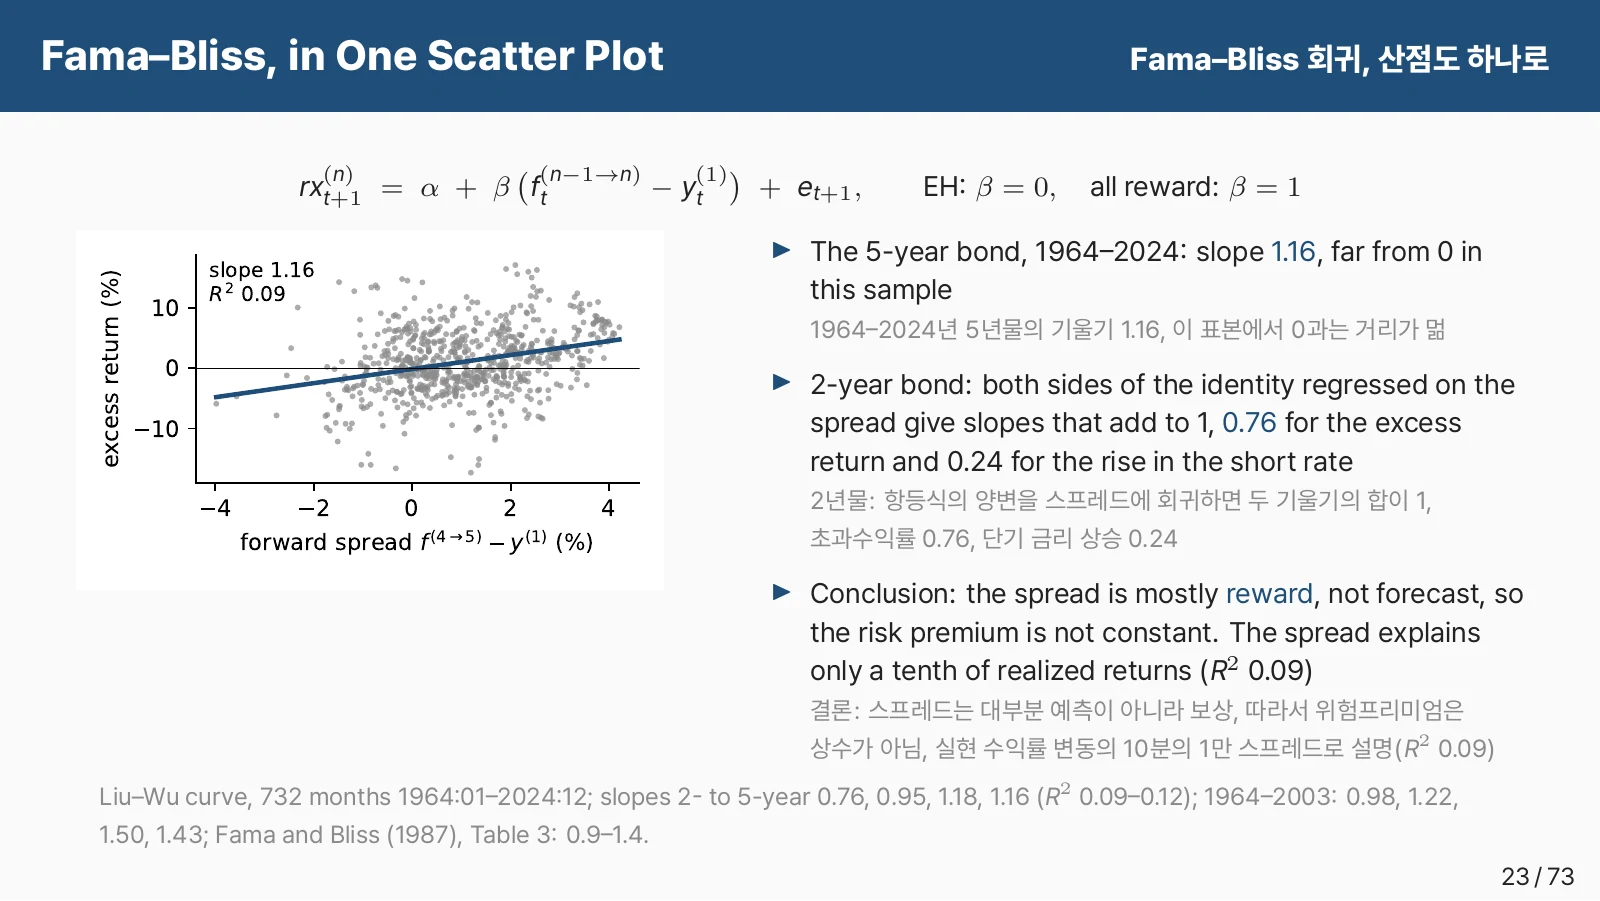 Fama–Bliss, in One Scatter Plot
Fama–Bliss 회귀, 산점도 하나로
rx_{t+1}^{(n)} = α + β (f_t^{(n−1→n)} − y_t^{(1)}) + e_{t+1},   EH: β = 0,   all reward: β = 1
slope 1.16
R² 0.09
excess return (%)
10
0
−10
−4 −2 0 2 4
forward spread f^{(4→5)} − y^{(1)} (%)
▶ The 5-year bond, 1964–2024: slope 1.16, far from 0 in
this sample
1964–2024년 5년물의 기울기 1.16, 이 표본에서 0과는 거리가 멂
▶ 2-year bond: both sides of the identity regressed on the
spread give slopes that add to 1, 0.76 for the excess
return and 0.24 for the rise in the short rate
2년물: 항등식의 양변을 스프레드에 회귀하면 두 기울기의 합이 1,
초과수익률 0.76, 단기 금리 상승 0.24
▶ Conclusion: the spread is mostly reward, not forecast, so
the risk premium is not constant. The spread explains
only a tenth of realized returns (R² 0.09)
결론: 스프레드는 대부분 예측이 아니라 보상, 따라서 위험프리미엄은
상수가 아님, 실현 수익률 변동의 10분의 1만 스프레드로 설명(R² 0.09)
Liu–Wu curve, 732 months 1964:01–2024:12; slopes 2- to 5-year 0.76, 0.95, 1.18, 1.16 (R² 0.09–0.12); 1964–2003: 0.98, 1.22,
1.50, 1.43; Fama and Bliss (1987), Table 3: 0.9–1.4.
23 / 73